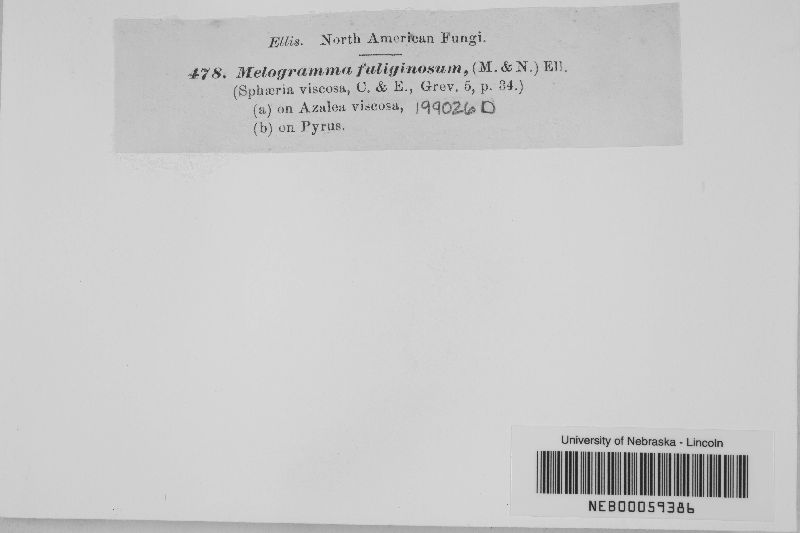 Ellis. North American Fungi.
478. Melogramma fuliginosum, (M. & N.) Ell.
(Sphæria viscosa, C. & E., Grev. 5, p. 34.)
(a) on Azalea viscosa, 199026D
(b) on Pyrus.
University of Nebraska - Lincoln
NEB00059386